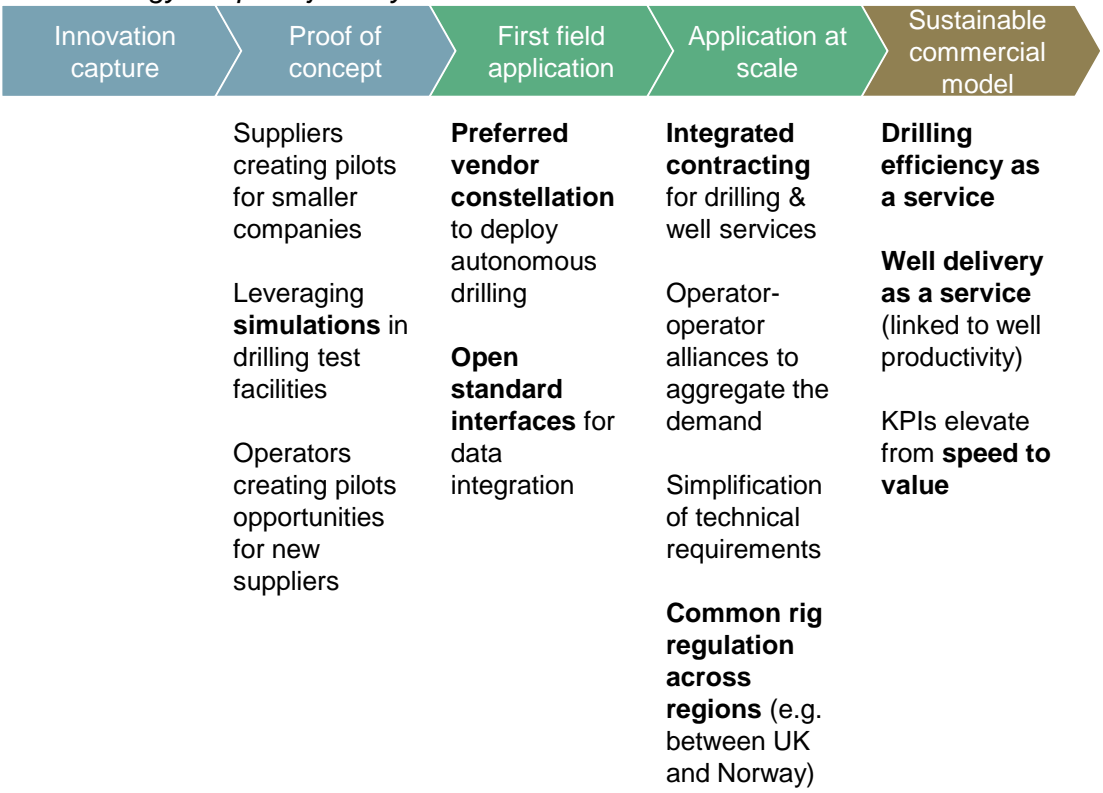 Innovation
capture
Proof of
concept
First field
application
Application at
scale
Sustainable
commercial
model
Suppliers
creating pilots
for smaller
companies
Leveraging
simulations in
drilling test
facilities
Operators
creating pilots
opportunities
for new
suppliers
Preferred
vendor
constellation
to deploy
autonomous
drilling
Open
standard
interfaces for
data
integration
Integrated
contracting
for drilling &
well services
Operator-
operator
alliances to
aggregate the
demand
Simplification
of technical
requirements
Common rig
regulation
across
regions (e.g.
between UK
and Norway)
Drilling
efficiency as
a service
Well delivery
as a service
(linked to well
productivity)
KPIs elevate
from speed to
value